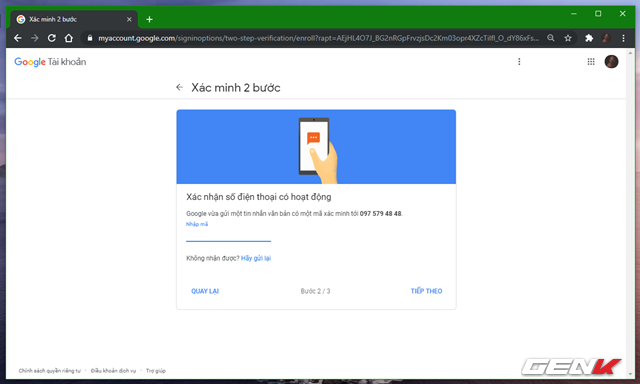 Xác minh 2 bước
myaccount.google.com/signinoptions/two-step-verification/enroll?rapt=
Google Tài khoản
Xác minh 2 bước
Xác nhận số điện thoại có hoạt động
Google vừa gửi một tin nhắn văn bản có một mã xác minh tới 097 579 48 48.
Nhập mã
Không nhận được? Hãy gửi lại
QUAY LẠI
Bước 2 / 3
TIẾP THEO
Chính sách quyền riêng tư · Điều khoản dịch vụ · Trợ giúp
GENK